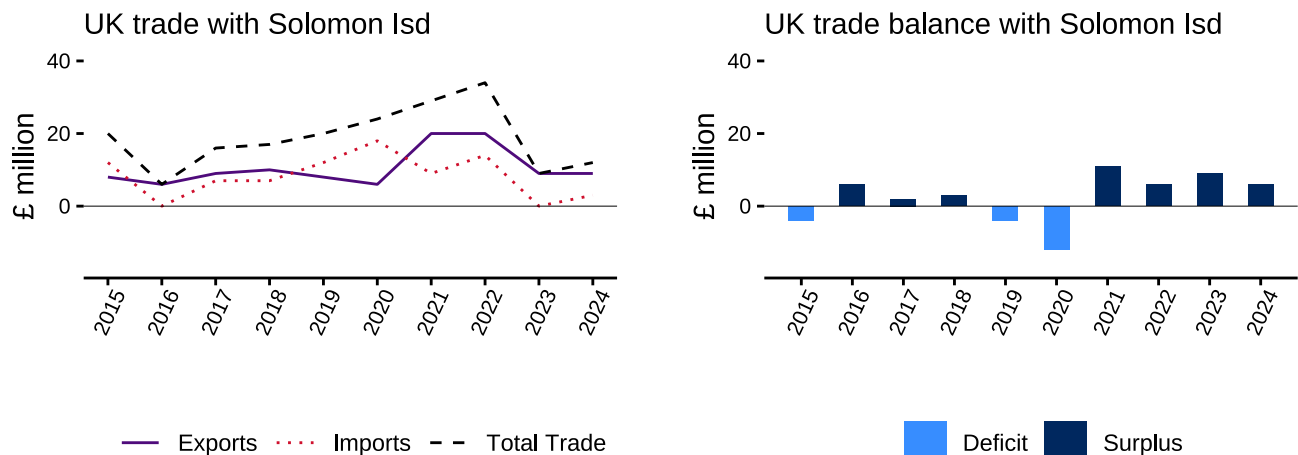 UK trade with Solomon Isd
£ million
40
20
0
2015 2016 2017 2018 2019 2020 2021 2022 2023 2024
Exports Imports Total Trade
UK trade balance with Solomon Isd
£ million
40
20
0
2015 2016 2017 2018 2019 2020 2021 2022 2023 2024
Deficit Surplus